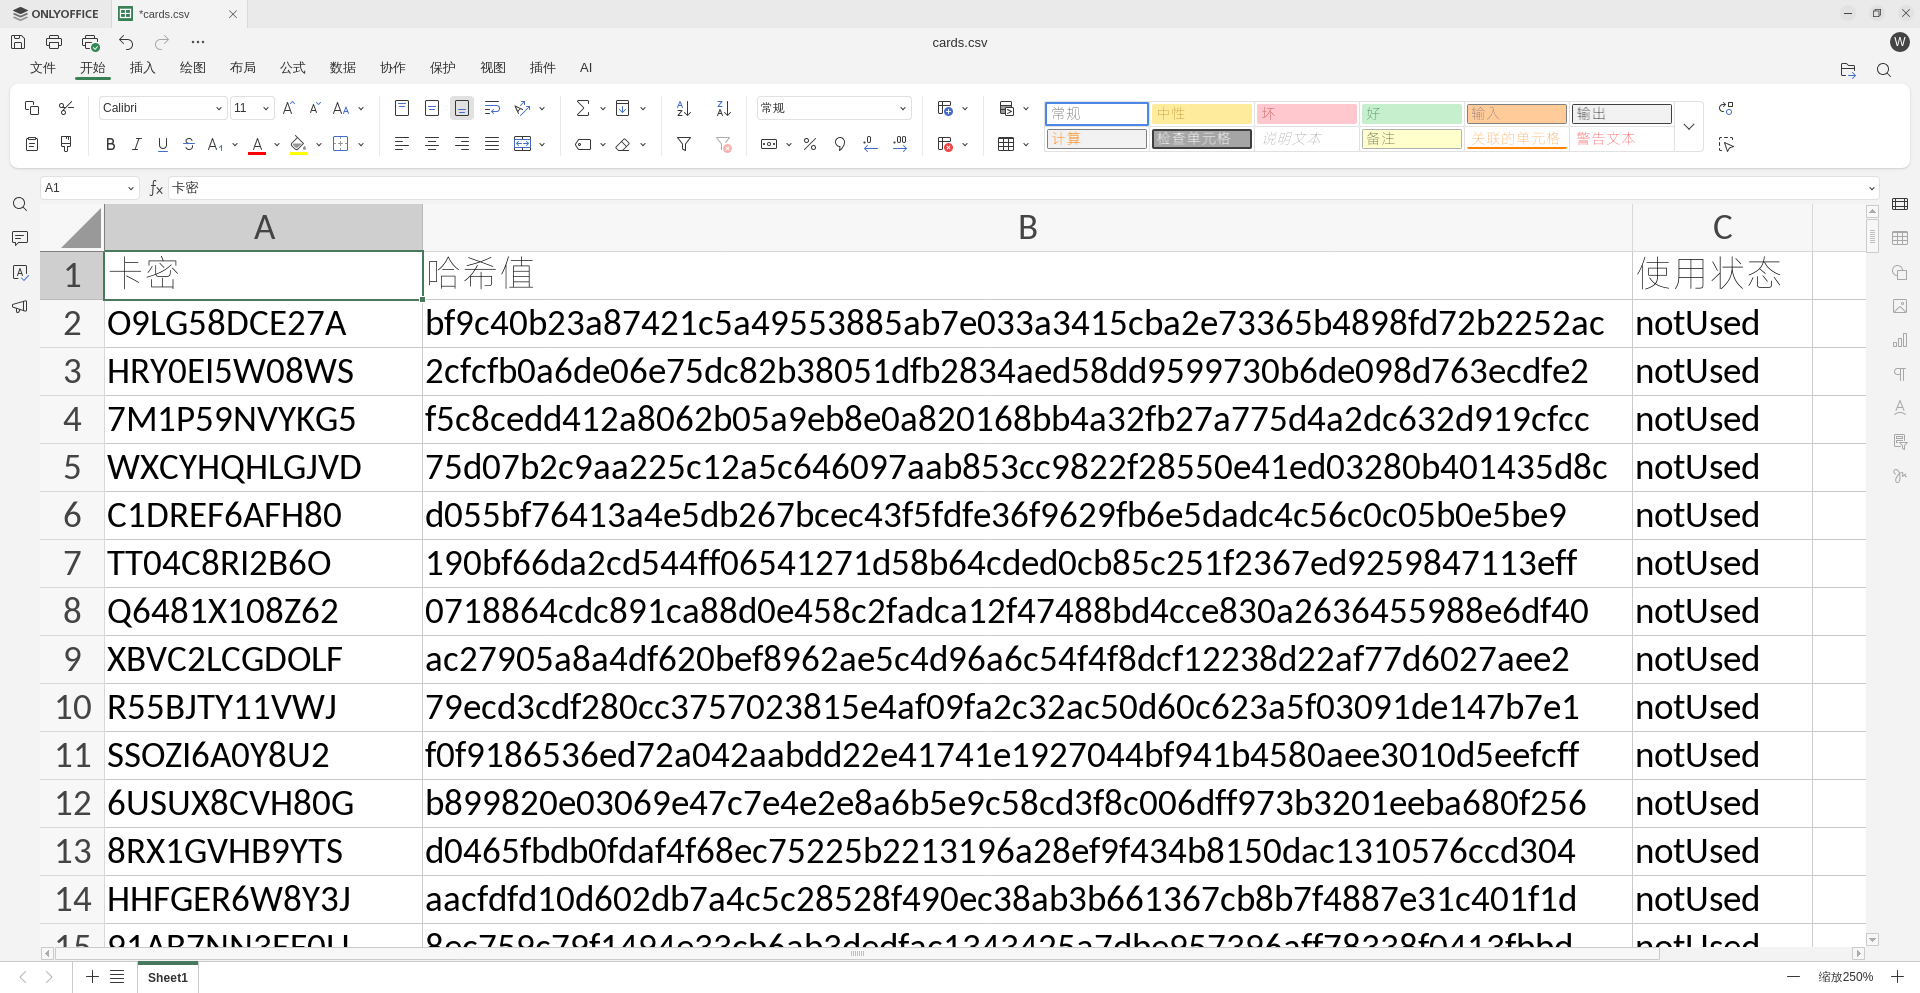 ONLYOFFICE
*cards.csv
cards.csv
W
文件 开始 插入 绘图 布局 公式 数据 协作 保护 视图 插件 AI
Calibri 11
常规
常规 中性 坏 好 输入 输出
计算 检查单元格 说明文本 备注 关联的单元格 警告文本
A1 fx 卡密
A B C
1 卡密 哈希值 使用状态
2 O9LG58DCE27A bf9c40b23a87421c5a49553885ab7e033a3415cba2e73365b4898fd72b2252ac notUsed
3 HRY0EI5W08WS 2cfcfb0a6de06e75dc82b38051dfb2834aed58dd9599730b6de098d763ecdfe2 notUsed
4 7M1P59NVYKG5 f5c8cedd412a8062b05a9eb8e0a820168bb4a32fb27a775d4a2dc632d919cfcc notUsed
5 WXCYHQHLGJVD 75d07b2c9aa225c12a5c646097aab853cc9822f28550e41ed03280b401435d8c notUsed
6 C1DREF6AFH80 d055bf76413a4e5db267bcec43f5fdfe36f9629fb6e5dadc4c56c0c05b0e5be9 notUsed
7 TT04C8RI2B6O 190bf66da2cd544ff06541271d58b64cded0cb85c251f2367ed9259847113eff notUsed
8 Q6481X108Z62 0718864cdc891ca88d0e458c2fadca12f47488bd4cce830a2636455988e6df40 notUsed
9 XBVC2LCGDOLF ac27905a8a4df620bef8962ae5c4d96a6c54f4f8dcf12238d22af77d6027aee2 notUsed
10 R55BJTY11VWJ 79ecd3cdf280cc3757023815e4af09fa2c32ac50d60c623a5f03091de147b7e1 notUsed
11 SSOZI6A0Y8U2 f0f9186536ed72a042aabdd22e41741e1927044bf941b4580aee3010d5eefcff notUsed
12 6USUX8CVH80G b899820e03069e47c7e4e2e8a6b5e9c58cd3f8c006dff973b3201eeba680f256 notUsed
13 8RX1GVHB9YTS d0465fbdb0fdaf4f68ec75225b2213196a28ef9f434b8150dac1310576ccd304 notUsed
14 HHFGER6W8Y3J aacfdfd10d602db7a4c5c28528f490ec38ab3b661367cb8b7f4887e31c401f1d notUsed
15 notUsed
Sheet1
缩放250%